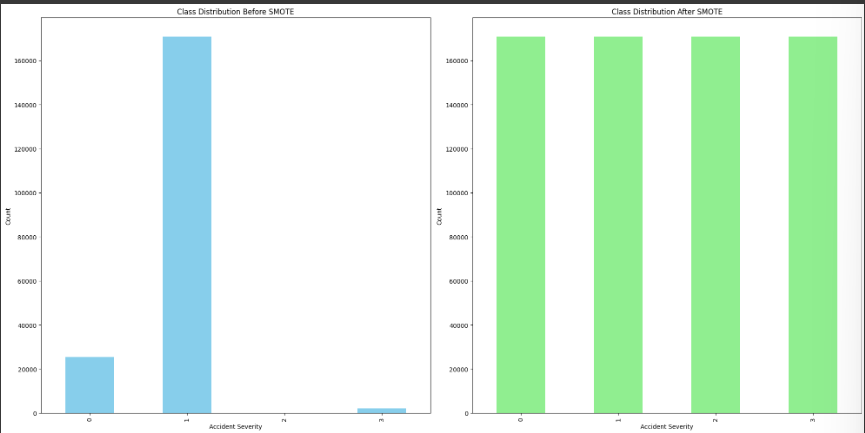 Class Distribution Before SMOTE
160000
140000
120000
100000
80000
60000
40000
20000
0
Count
0 1 2 3
Accident Severity
Class Distribution After SMOTE
160000
140000
120000
100000
80000
60000
40000
20000
0
Count
0 1 2 3
Accident Severity